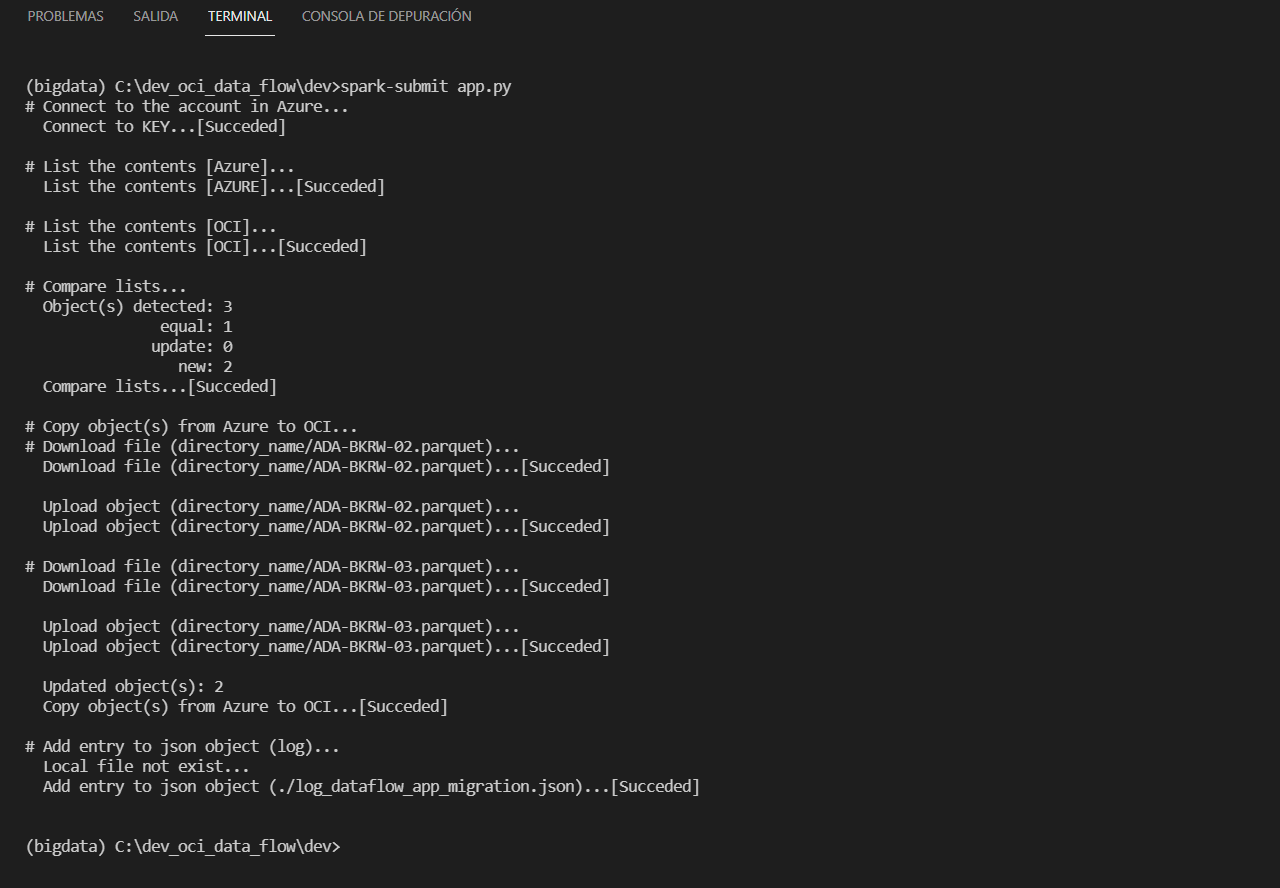 PROBLEMAS SALIDA TERMINAL CONSOLA DE DEPURACIÓN
(bigdata) C:\dev_oci_data_flow\dev>spark-submit app.py
# Connect to the account in Azure...
Connect to KEY...[Succeded]
# List the contents [Azure]...
List the contents [AZURE]...[Succeded]
# List the contents [OCI]...
List the contents [OCI]...[Succeded]
# Compare lists...
Object(s) detected: 3
equal: 1
update: 0
new: 2
Compare lists...[Succeded]
# Copy object(s) from Azure to OCI...
# Download file (directory_name/ADA-BKRW-02.parquet)...
Download file (directory_name/ADA-BKRW-02.parquet)...[Succeded]
Upload object (directory_name/ADA-BKRW-02.parquet)...
Upload object (directory_name/ADA-BKRW-02.parquet)...[Succeded]
# Download file (directory_name/ADA-BKRW-03.parquet)...
Download file (directory_name/ADA-BKRW-03.parquet)...[Succeded]
Upload object (directory_name/ADA-BKRW-03.parquet)...
Upload object (directory_name/ADA-BKRW-03.parquet)...[Succeded]
Updated object(s): 2
Copy object(s) from Azure to OCI...[Succeded]
# Add entry to json object (log)...
Local file not exist...
Add entry to json object (./log_dataflow_app_migration.json)...[Succeded]
(bigdata) C:\dev_oci_data_flow\dev>